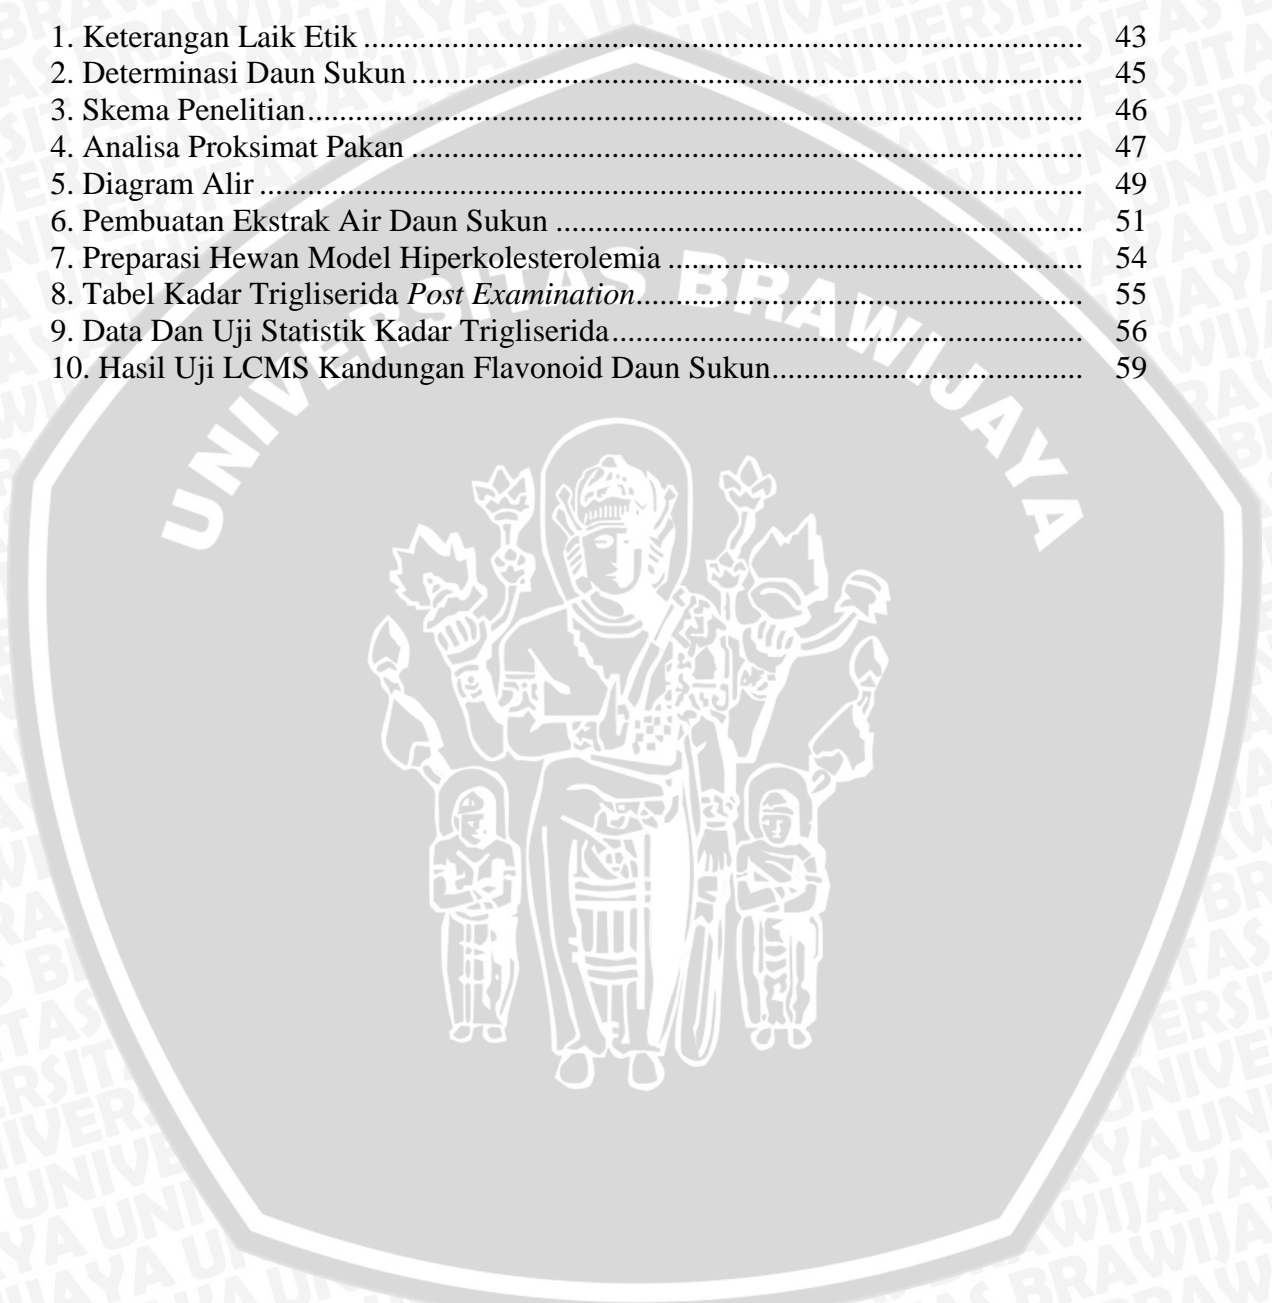 1. Keterangan Laik Etik ........................................................................................... 43
2. Determinasi Daun Sukun ..................................................................................... 45
3. Skema Penelitian.................................................................................................. 46
4. Analisa Proksimat Pakan ..................................................................................... 47
5. Diagram Alir ........................................................................................................ 49
6. Pembuatan Ekstrak Air Daun Sukun ................................................................... 51
7. Preparasi Hewan Model Hiperkolesterolemia ..................................................... 54
8. Tabel Kadar Trigliserida Post Examination......................................................... 55
9. Data Dan Uji Statistik Kadar Trigliserida............................................................ 56
10. Hasil Uji LCMS Kandungan Flavonoid Daun Sukun........................................ 59
UNIVERSITAS BRAWIJAYA